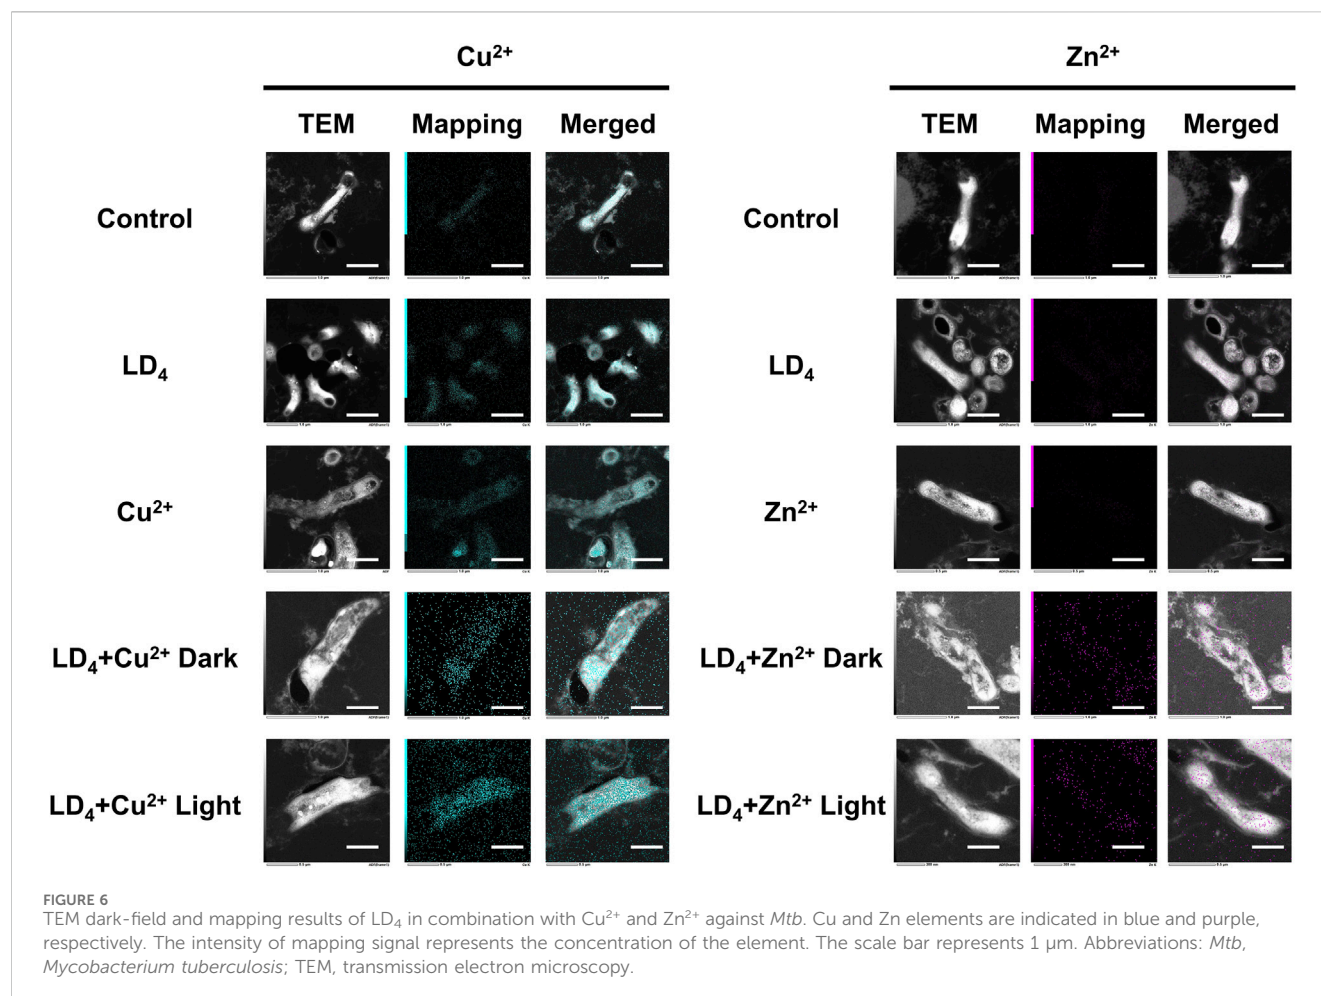 Cu²⁺ Zn²⁺
TEM Mapping Merged TEM Mapping Merged
Control Control
LD₄ LD₄
Cu²⁺ Zn²⁺
LD₄+Cu²⁺ Dark LD₄+Zn²⁺ Dark
LD₄+Cu²⁺ Light LD₄+Zn²⁺ Light
FIGURE 6
TEM dark-field and mapping results of LD₄ in combination with Cu²⁺ and Zn²⁺ against Mtb. Cu and Zn elements are indicated in blue and purple,
respectively. The intensity of mapping signal represents the concentration of the element. The scale bar represents 1 μm. Abbreviations: Mtb,
Mycobacterium tuberculosis; TEM, transmission electron microscopy.